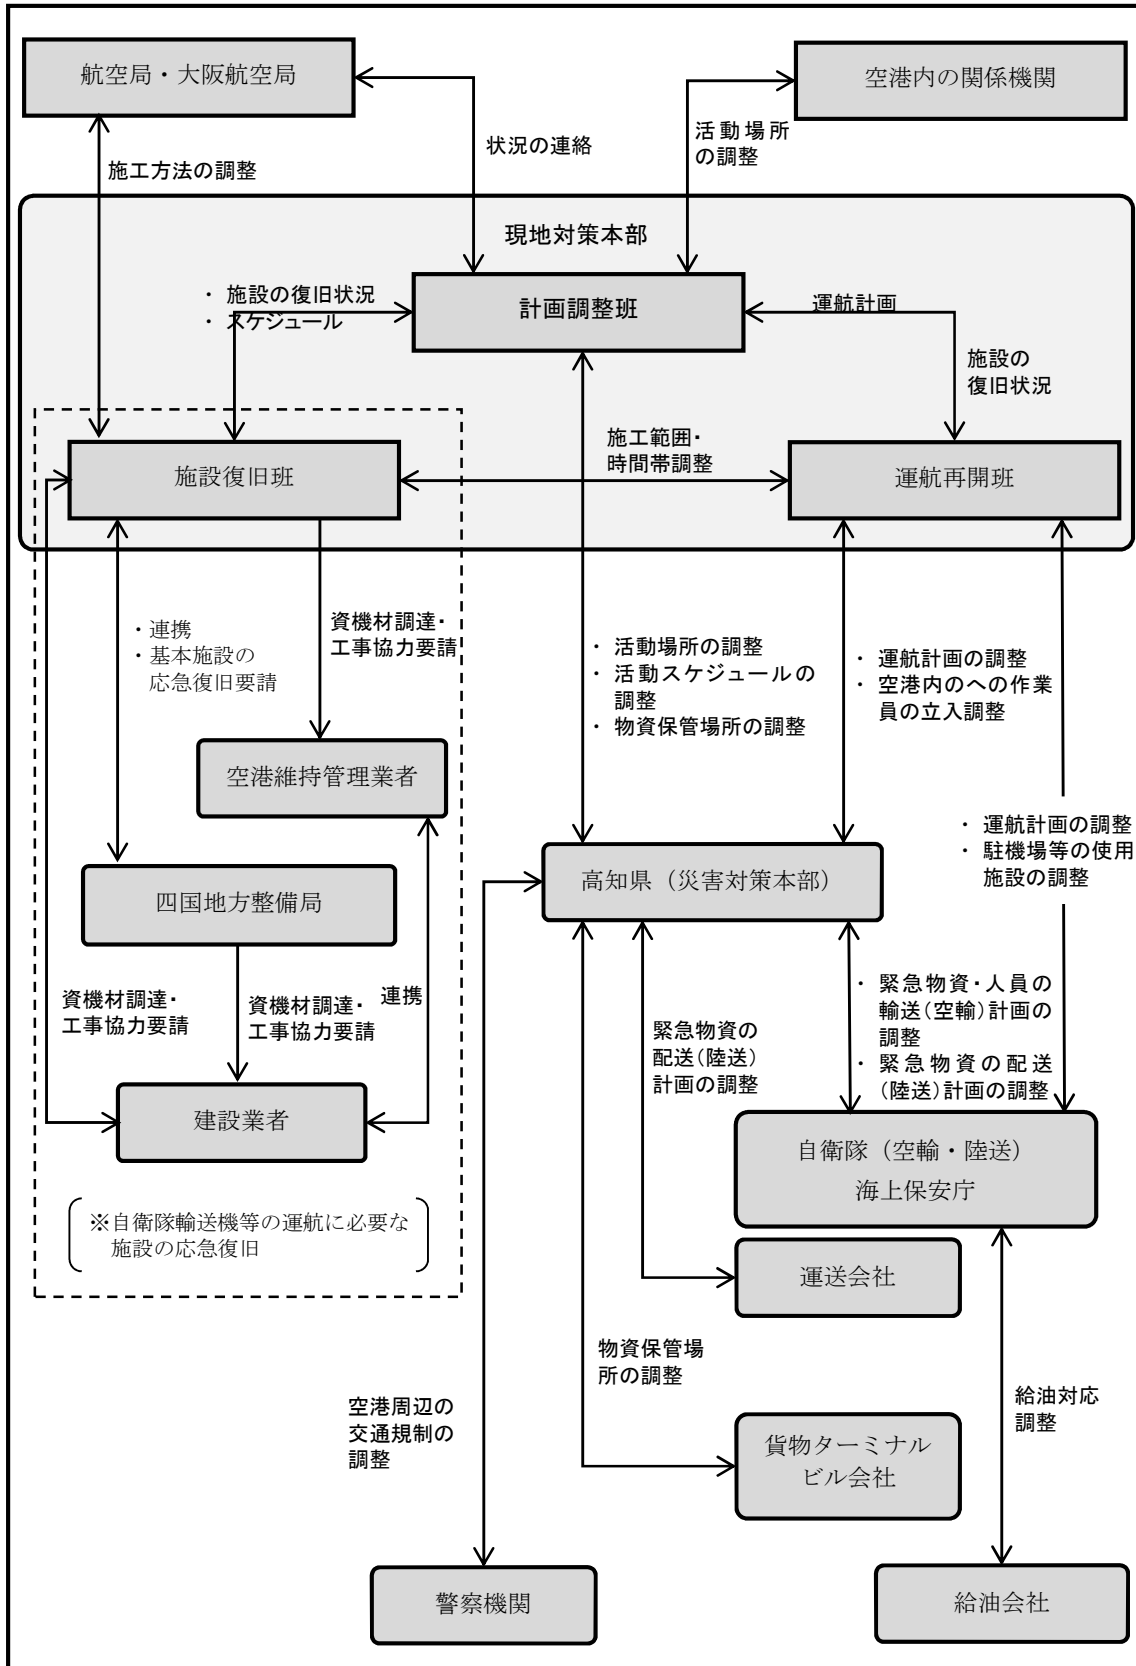 航空局・大阪航空局
空港内の関係機関
状況の連絡
活動場所
の調整
施工方法の調整
現地対策本部
・ 施設の復旧状況
・ スケジュール
計画調整班
運航計画
施設の
復旧状況
施工範囲・
時間帯調整
施設復旧班
運航再開班
・連携
・基本施設の
応急復旧要請
資機材調達・
工事協力要請
・ 活動場所の調整
・ 活動スケジュールの
調整
・ 物資保管場所の調整
・ 運航計画の調整
・ 空港内のへの作業
員の立入調整
空港維持管理業者
・ 運航計画の調整
・ 駐機場等の使用
施設の調整
高知県（災害対策本部）
四国地方整備局
資機材調達・
工事協力要請
資機材調達・
工事協力要請
連携
緊急物資の
配送（陸送）
計画の調整
・ 緊急物資・人員の
輸送（空輸）計画の
調整
・ 緊急物資の配送
（陸送）計画の調整
建設業者
自衛隊（空輸・陸送）
海上保安庁
※自衛隊輸送機等の運航に必要な
施設の応急復旧
運送会社
物資保管場
所の調整
空港周辺の
交通規制の
調整
給油対応
調整
貨物ターミナル
ビル会社
警察機関
給油会社